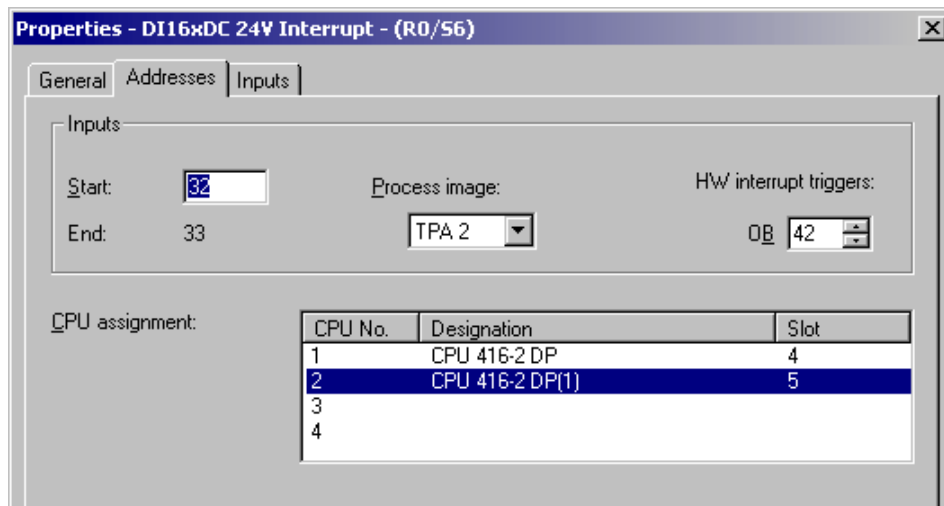 Properties - DI16xDC 24V Interrupt - (R0/S6)
General Addresses Inputs
Inputs
Start: 32 Process image: HW interrupt triggers:
End: 33 TPA 2 OB 42
CPU assignment:
CPU No. Designation Slot
1 CPU 416-2 DP 4
2 CPU 416-2 DP(1) 5
3
4